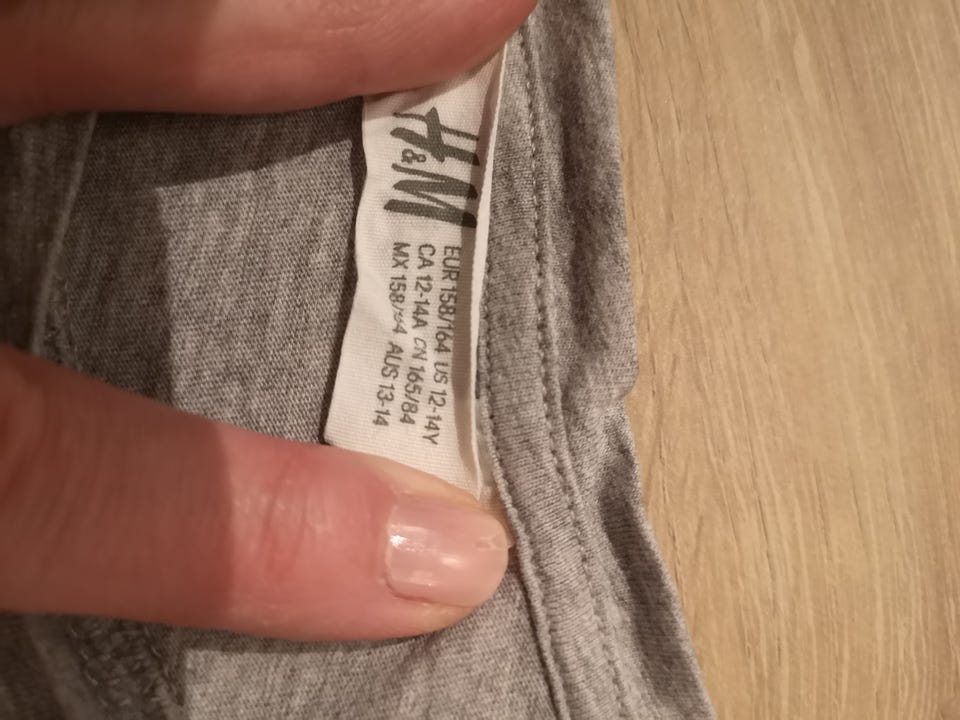 H&M
EUR 158/164 US 12-14Y
CA 12-14A CN 165/84
MX 158/164 AUS 13-14